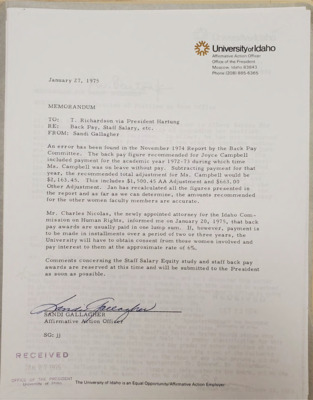 University of Idaho
Affirmative Action Office
Office of the President
Moscow, Idaho 83843
Phone (208) 885-6365
January 27, 1975
MEMORANDUM
TO: T. Richardson via President Hartung
RE: Back Pay, Staff Salary, etc.
FROM: Sandi Gallagher
An error has been found in the November 1974 Report by the Back Pay
Committee. The back pay figure recommended for Joyce Campbell
included payment for the academic year 1972-73 during which time
Ms. Campbell was on leave without pay. Subtracting payment for that
year, the recommended total adjustment for Ms. Campbell would be
$2,163.45. This includes $1,500.45 AA Adjustment and $663.00
Other Adjustment. Jan has recalculated all the figures presented in
the report and as far as we can determine, the amounts recommended
for the other women faculty members are accurate.
Mr. Charles Nicolas, the newly appointed attorney for the Idaho Com-
mission on Human Rights, informed me on January 20, 1975, that back
pay awards are usually paid in one lump sum. If, however, payment is
to be made in installments over a period of two or three years, the
University will have to obtain consent from those women involved and
pay interest to them at the approximate rate of 6%.
Comments concerning the Staff Salary Equity study and staff back pay
awards are reserved at this time and will be submitted to the President
as soon as possible.
Sandi Gallagher
SANDI GALLAGHER
Affirmative Action Officer
SG: jj
RECEIVED
OFFICE OF THE PRESIDENT
UNIVERSITY OF IDAHO
The University of Idaho is an Equal Opportunity/Affirmative Action Employer